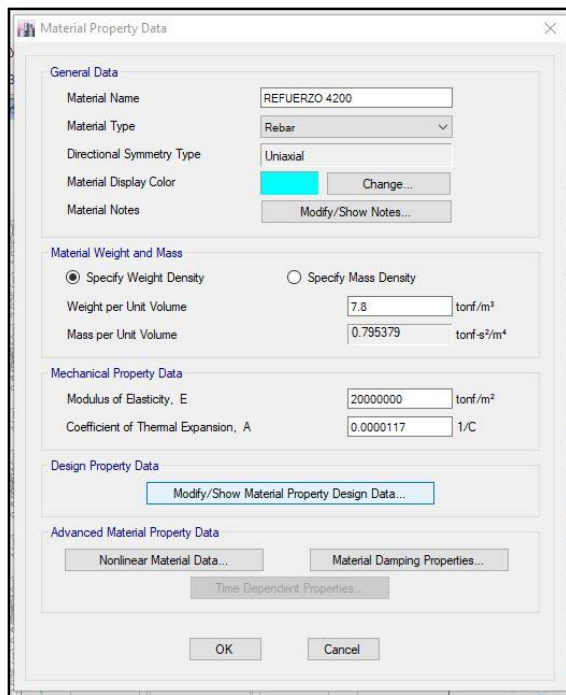 Material Property Data
General Data
Material Name REFUERZO 4200
Material Type Rebar
Directional Symmetry Type Uniaxial
Material Display Color Change...
Material Notes Modify/Show Notes...
Material Weight and Mass
Specify Weight Density Specify Mass Density
Weight per Unit Volume 7.8 tonf/m³
Mass per Unit Volume 0.795379 tonf-s²/m⁴
Mechanical Property Data
Modulus of Elasticity, E 20000000 tonf/m²
Coefficient of Thermal Expansion, A 0.0000117 1/C
Design Property Data
Modify/Show Material Property Design Data...
Advanced Material Property Data
Nonlinear Material Data... Material Damping Properties...
Time Dependent Properties...
OK Cancel